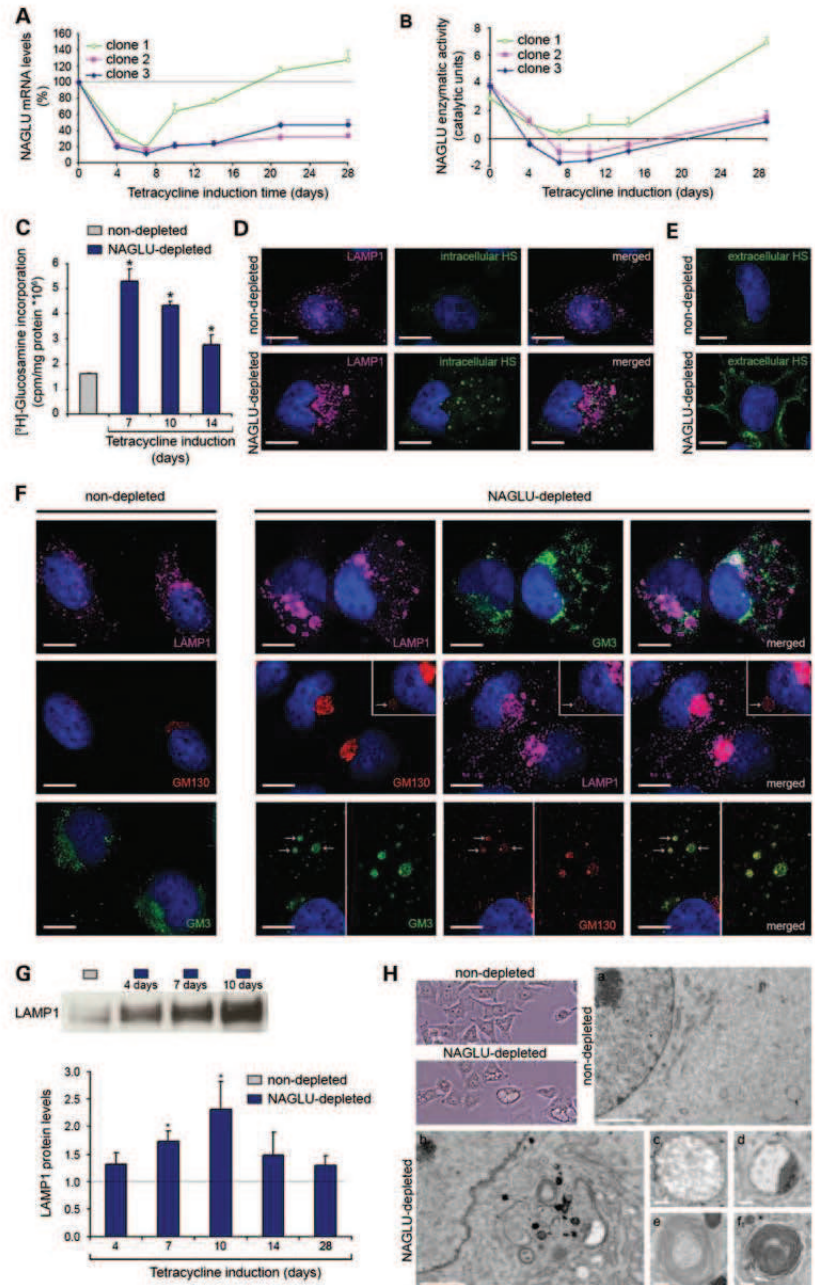 A
160
140
120
100
80
60
40
20
0
NAGLU mRNA levels
(%)
clone 1
clone 2
clone 3
0 4 8 12 16 20 24 28
Tetracycline induction time (days)
B
8
6
4
2
0
-2
NAGLU enzymatic activity
(catalytic units)
clone 1
clone 2
clone 3
0 4 8 12 16 20 24 28
Tetracycline induction (days)
C
non-depleted
NAGLU-depleted
[³H]-Glucosamine incorporation
(cpm/mg protein *10⁶)
6
5
4
3
2
1
0
* * *
7 10 14
Tetracycline induction
(days)
D
non-depleted
LAMP1
intracellular HS
merged
NAGLU-depleted
LAMP1
intracellular HS
merged
E
non-depleted
extracellular HS
NAGLU-depleted
extracellular HS
F
non-depleted
NAGLU-depleted
LAMP1
LAMP1
GM3
merged
GM130
GM130
LAMP1
merged
GM3
GM3
GM130
merged
G
4 days 7 days 10 days
LAMP1
non-depleted
NAGLU-depleted
LAMP1 protein levels
3.0
2.5
2.0
1.5
1.0
0.5
0.0
* *
4 7 10 14 28
Tetracycline induction (days)
H
non-depleted
NAGLU-depleted
non-depleted
a
NAGLU-depleted
b
c
d
e
f